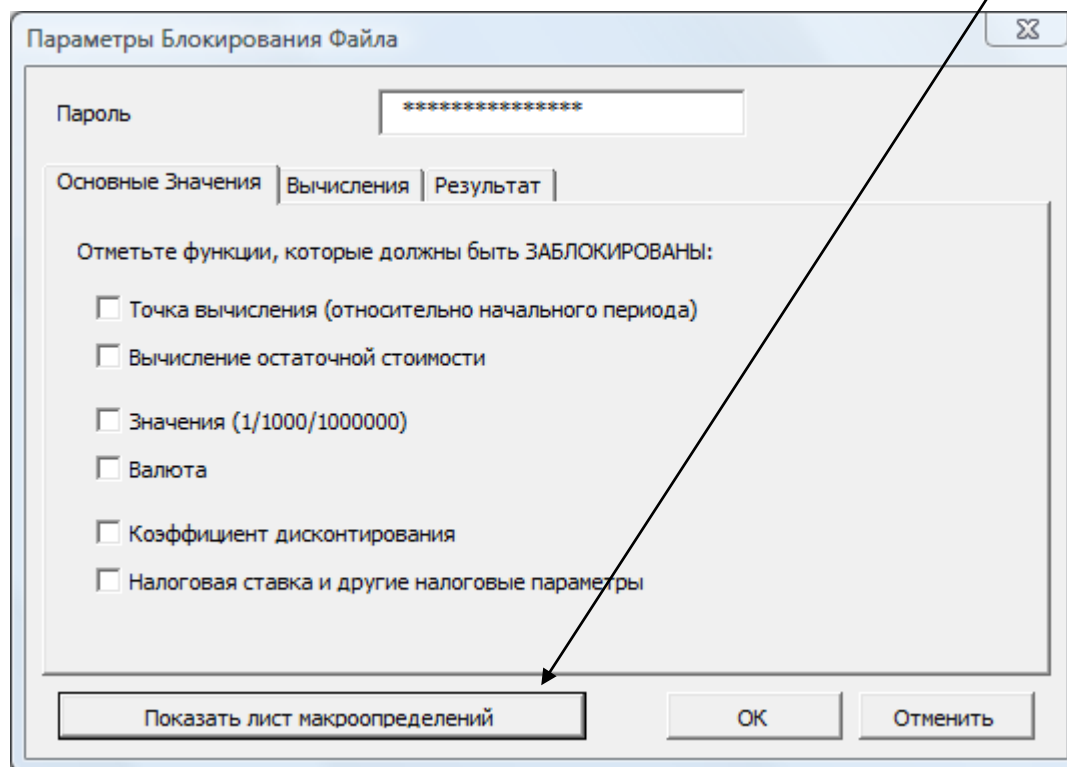 Параметры Блокирования Файла
Пароль
***************
Основные Значения
Вычисления
Результат
Отметьте функции, которые должны быть ЗАБЛОКИРОВАНЫ:
Точка вычисления (относительно начального периода)
Вычисление остаточной стоимости
Значения (1/1000/1000000)
Валюта
Коэффициент дисконтирования
Налоговая ставка и другие налоговые параметры
Показать лист макроопределений
ОК
Отменить